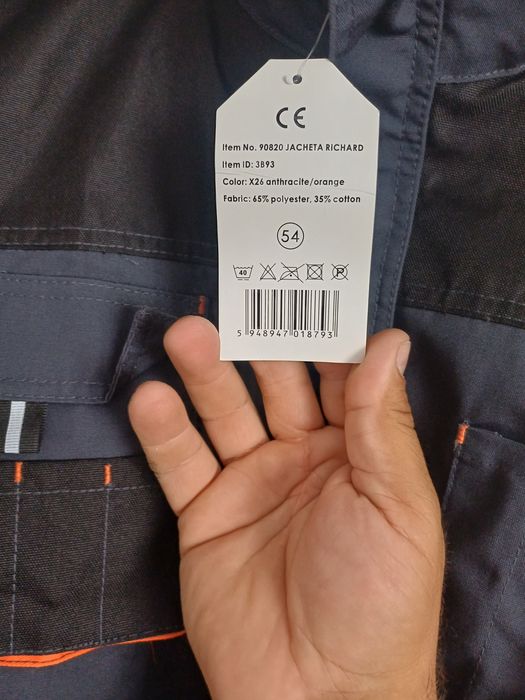 CE
Item No. 90820 JACHETA RICHARD
Item ID: 3B93
Color: X26 anthracite/orange
Fabric: 65% polyester, 35% cotton
54
40 P
5 948947 018793